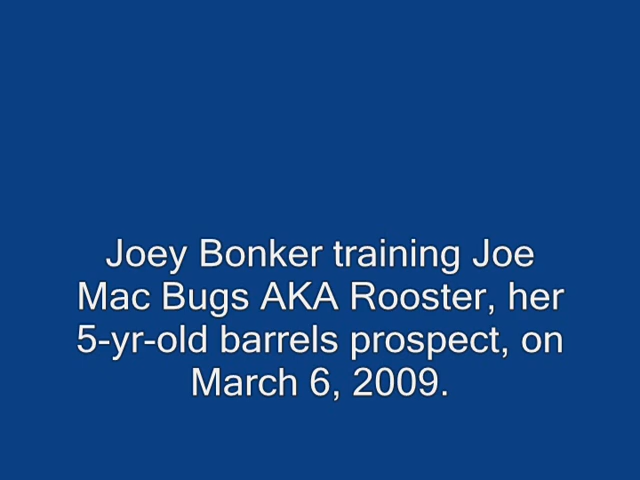 Joey Bonker training Joe
Mac Bugs AKA Rooster, her
5-yr-old barrels prospect, on
March 6, 2009.